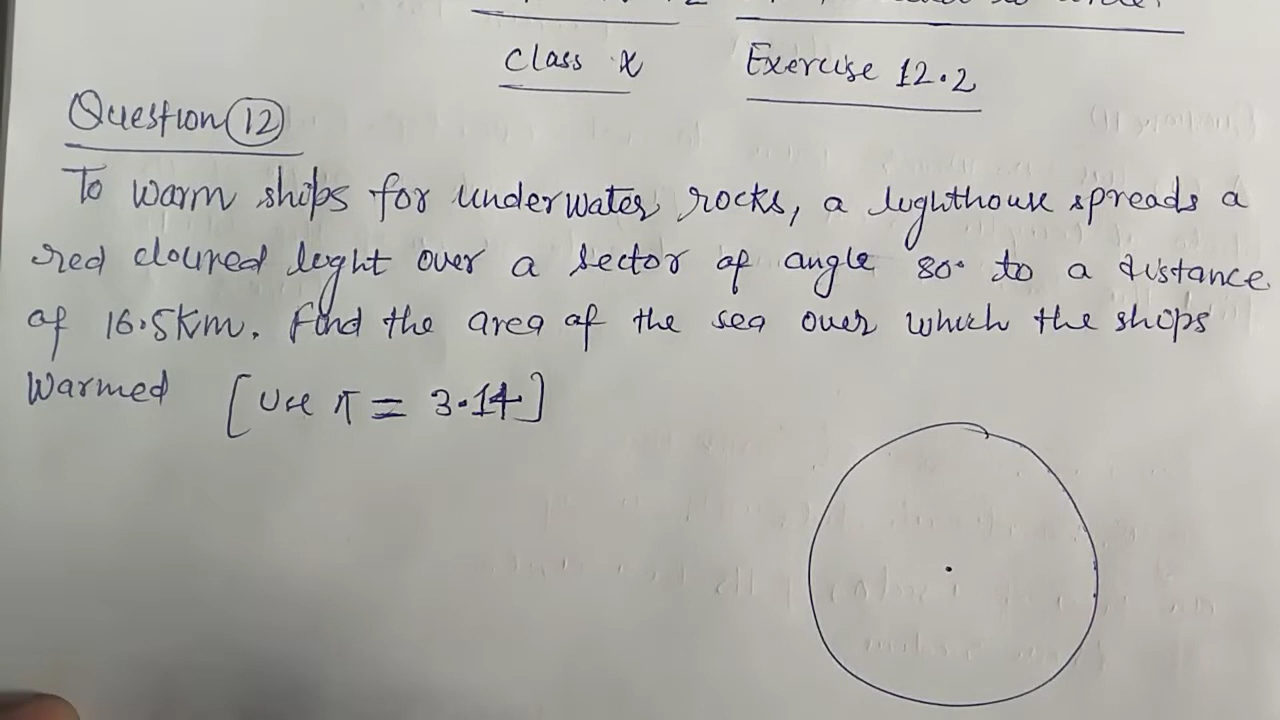 Class X Exercise 12.2
Question 12
To warm ships for underwater rocks, a lighthouse spreads a
red cloured light over a sector of angle 80° to a distance
of 16.5km. find the area of the sea over which the ships
Warmed [Use π = 3.14]